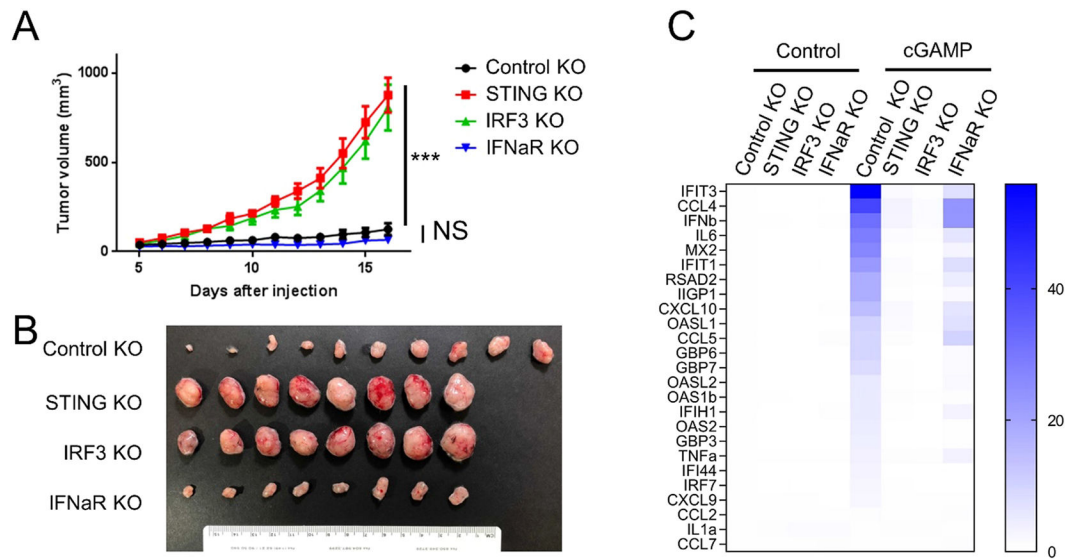 A
Tumor volume (mm³)
1000
500
0
5
10
15
Days after injection
Control KO
STING KO
IRF3 KO
IFNaR KO
***
NS
B
Control KO
STING KO
IRF3 KO
IFNaR KO
C
Control
cGAMP
Control KO
STING KO
IRF3 KO
IFNaR KO
Control KO
STING KO
IRF3 KO
IFNaR KO
IFIT3
CCL4
IFNb
IL6
MX2
IFIT1
RSAD2
IIGP1
CXCL10
OASL1
CCL5
GBP6
GBP7
OASL2
OAS1b
IFIH1
OAS2
GBP3
TNFa
IFI44
IRF7
CXCL9
CCL2
IL1a
CCL7
40
20
0